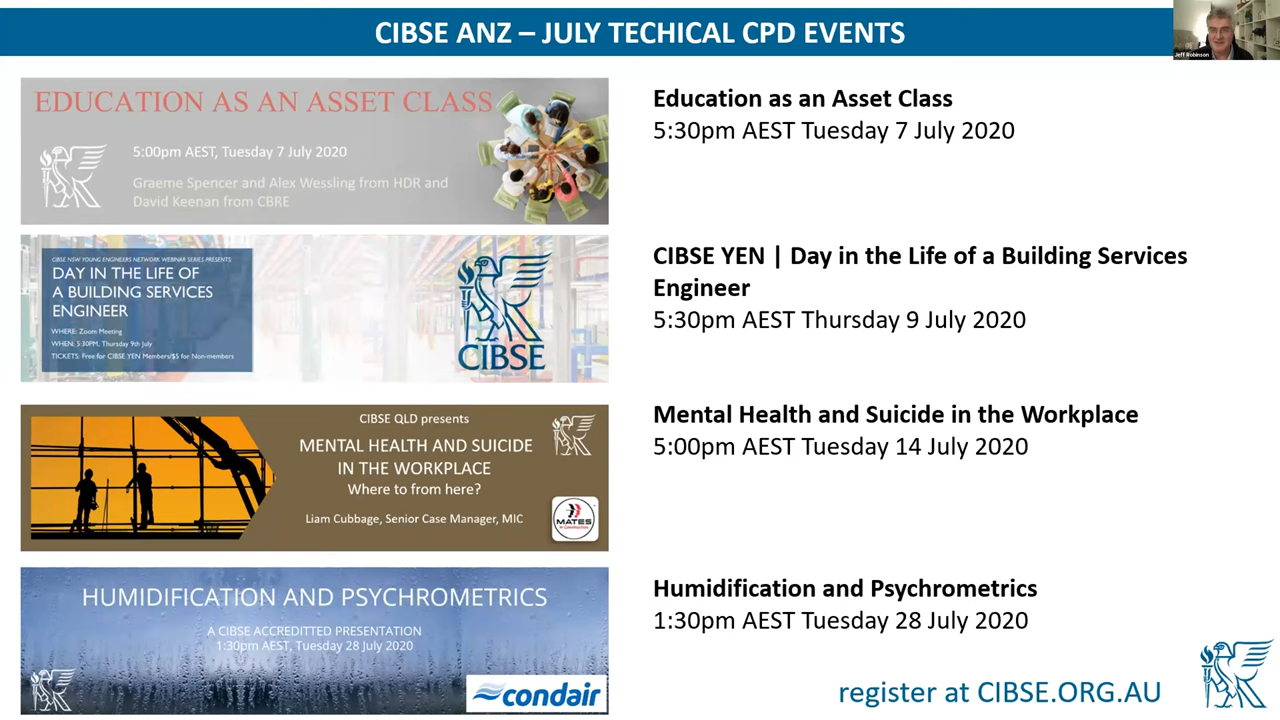 CIBSE ANZ – JULY TECHICAL CPD EVENTS
Jeff Robinson
EDUCATION AS AN ASSET CLASS
5:00pm AEST, Tuesday 7 July 2020
Graeme Spencer and Alex Wessling from HDR and
David Keenan from CBRE
Education as an Asset Class
5:30pm AEST Tuesday 7 July 2020
CIBSE NSW YOUNG ENGINEERS NETWORK WEBINAR SERIES PRESENTS
DAY IN THE LIFE OF
A BUILDING SERVICES
ENGINEER
WHERE: Zoom Meeting
WHEN: 5:30PM, Thursday 9th July
TICKETS: Free for CIBSE YEN Members/$5 for Non-members
CIBSE
CIBSE YEN | Day in the Life of a Building Services
Engineer
5:30pm AEST Thursday 9 July 2020
CIBSE QLD presents
MENTAL HEALTH AND SUICIDE
IN THE WORKPLACE
Where to from here?
Liam Cubbage, Senior Case Manager, MIC
MATES
in Construction
Mental Health and Suicide in the Workplace
5:00pm AEST Tuesday 14 July 2020
HUMIDIFICATION AND PSYCHROMETRICS
A CIBSE ACCREDITTED PRESENTATION
1:30pm AEST, Tuesday 28 July 2020
condair
Humidification and Psychrometrics
1:30pm AEST Tuesday 28 July 2020
register at CIBSE.ORG.AU